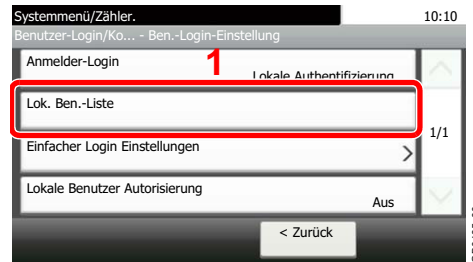 Systemmenü/Zähler. 10:10
Benutzer-Login/Ko... - Ben.-Login-Einstellung
Anmelder-Login 1
Lokale Authentifizierung
Lok. Ben.-Liste
1/1
Einfacher Login Einstellungen >
Lokale Benutzer Autorisierung
Aus
< Zurück